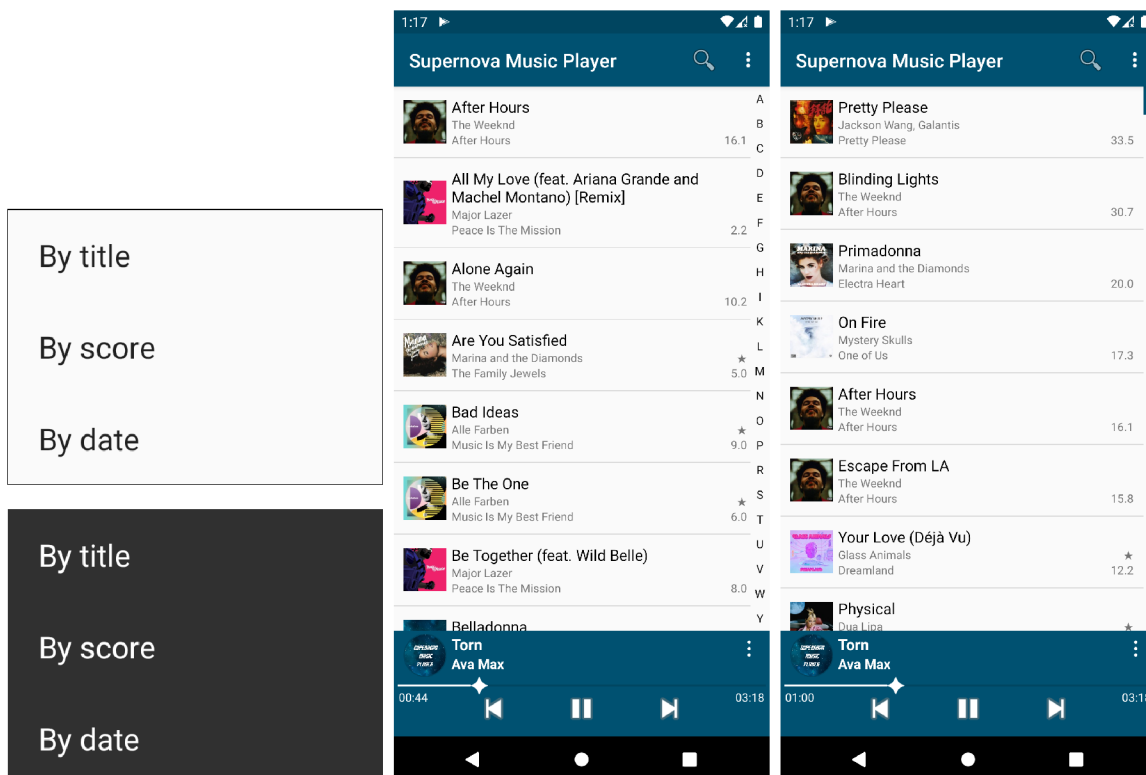 By title
By score
By date
By title
By score
By date
1:17
Supernova Music Player
After Hours
The Weeknd
After Hours
16.1
All My Love (feat. Ariana Grande and
Machel Montano) [Remix]
Major Lazer
Peace Is The Mission
2.2
Alone Again
The Weeknd
After Hours
10.2
Are You Satisfied
Marina and the Diamonds
★
The Family Jewels
5.0
Bad Ideas
Alle Farben
★
Music Is My Best Friend
9.0
Be The One
Alle Farben
★
Music Is My Best Friend
6.0
Be Together (feat. Wild Belle)
Major Lazer
Peace Is The Mission
8.0
Belladonna
A
B
C
D
E
F
G
H
I
K
L
M
N
O
P
R
S
T
U
V
W
Y
Torn
Ava Max
00:44
03:18
1:17
Supernova Music Player
Pretty Please
Jackson Wang, Galantis
Pretty Please
33.5
Blinding Lights
The Weeknd
After Hours
30.7
Primadonna
Marina and the Diamonds
Electra Heart
20.0
On Fire
Mystery Skulls
One of Us
17.3
After Hours
The Weeknd
After Hours
16.1
Escape From LA
The Weeknd
After Hours
15.8
Your Love (Déjà Vu)
Glass Animals
★
Dreamland
12.2
Physical
Dua Lipa
★
Torn
Ava Max
01:00
03:18